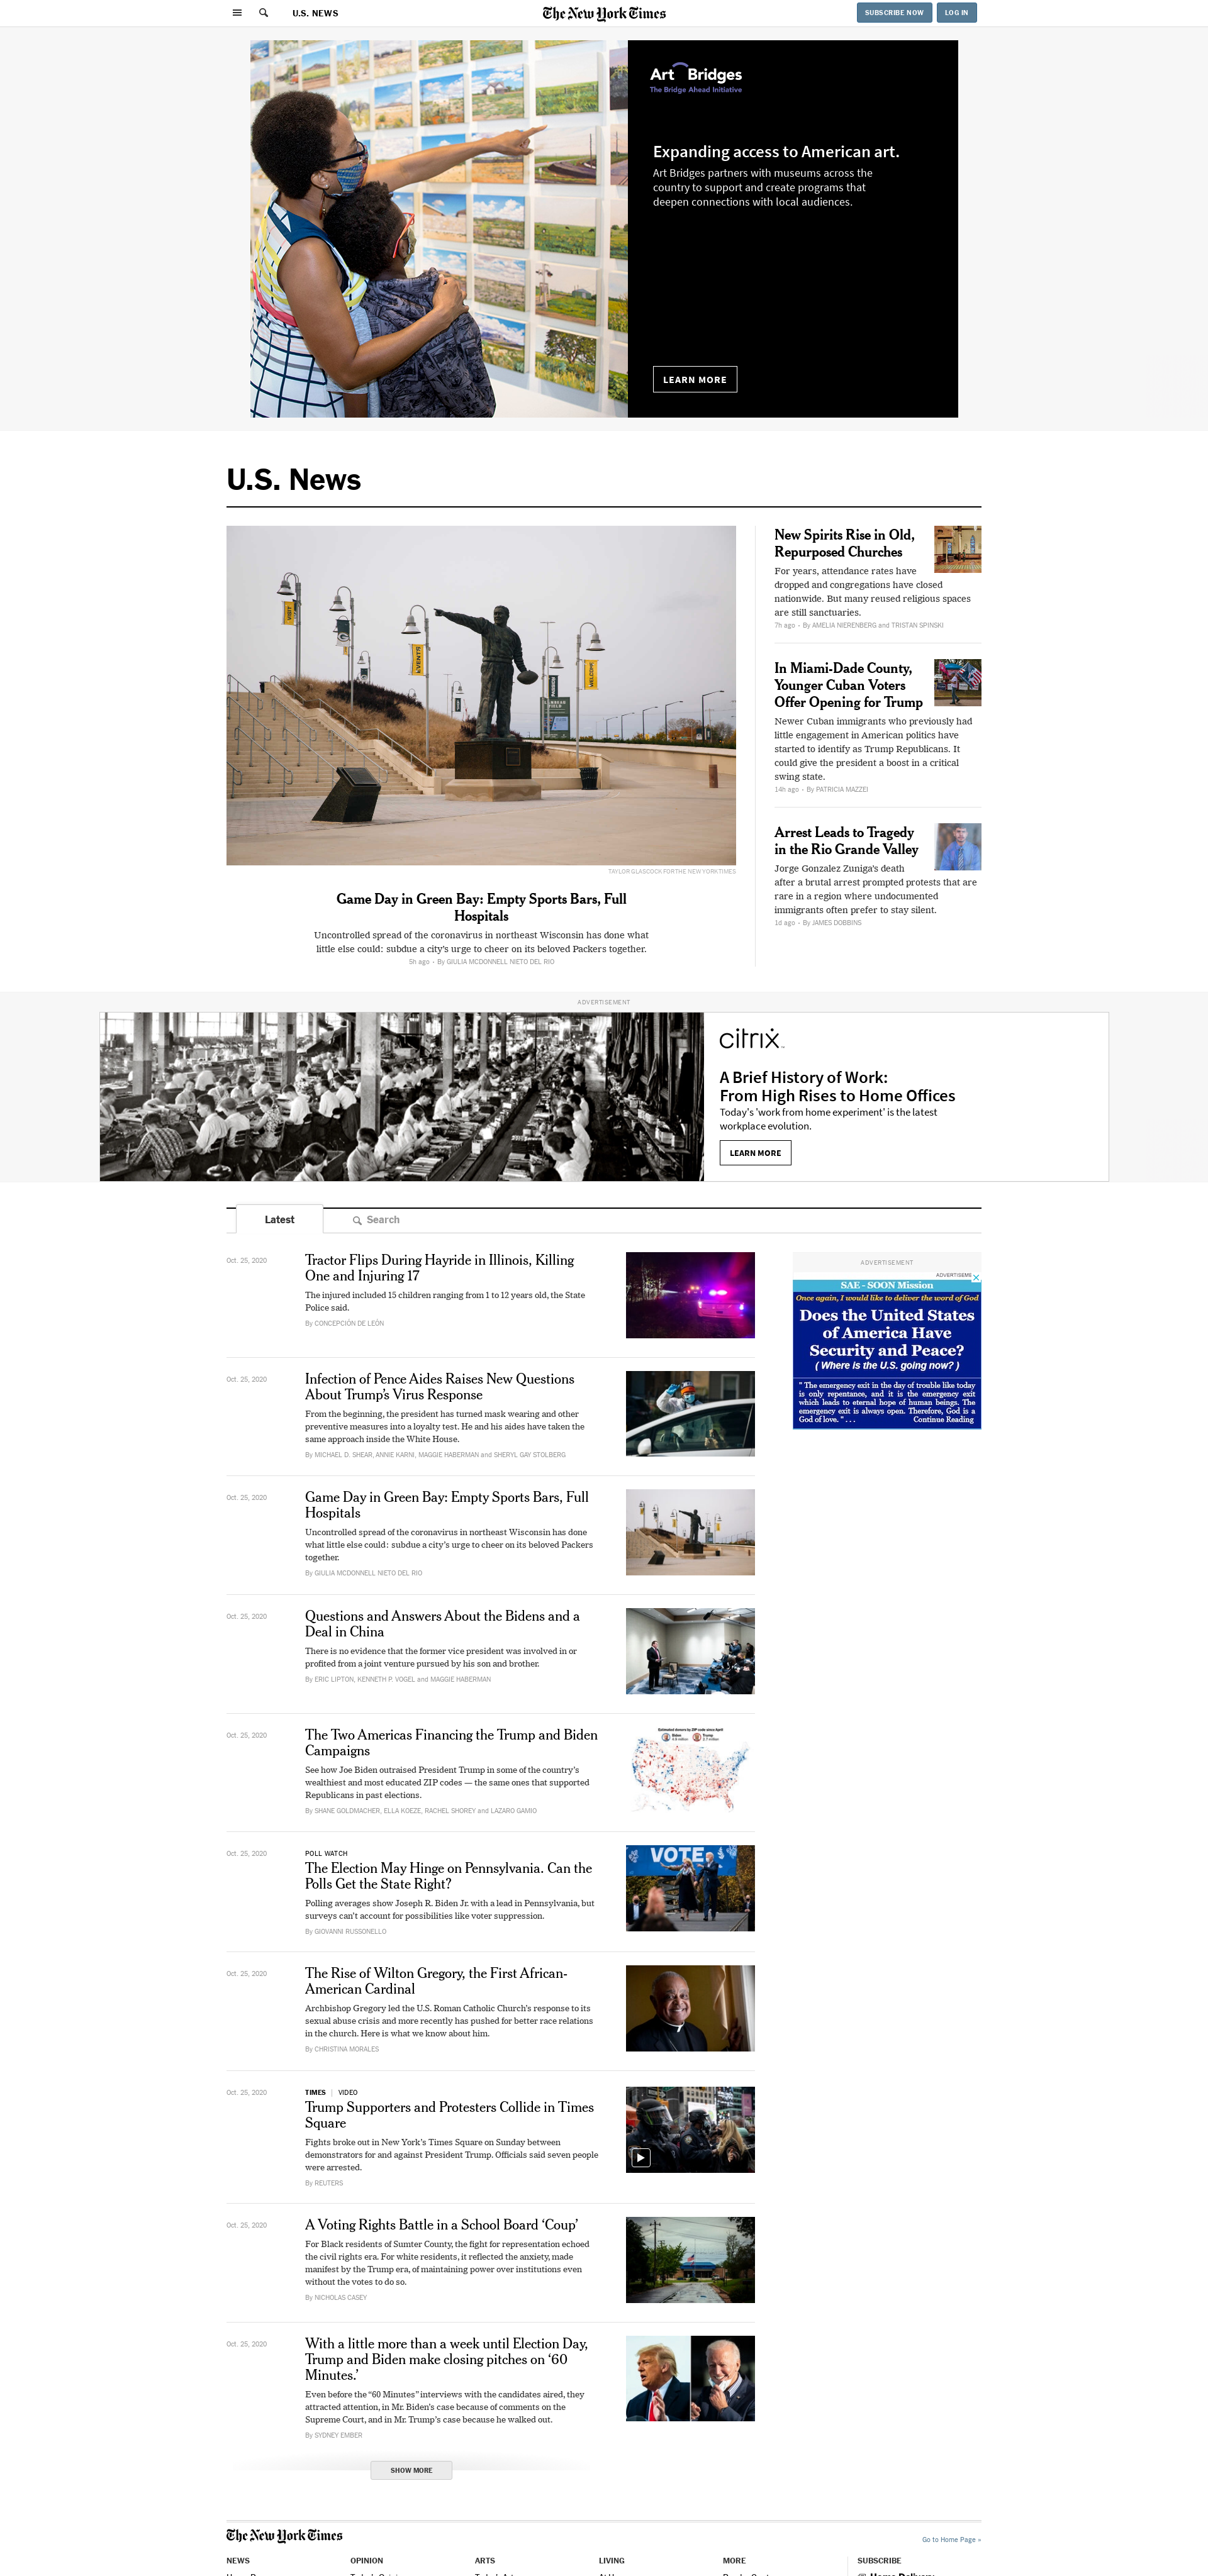 U.S. NEWS
The New York Times
SUBSCRIBE NOW
LOG IN
Art Bridges
The Bridge Ahead Initiative
Expanding access to American art.
Art Bridges partners with museums across the
country to support and create programs that
deepen connections with local audiences.
LEARN MORE
U.S. News
VISIT
EVENTS
WELCOME
TAYLOR GLASCOCK FOR THE NEW YORK TIMES
Game Day in Green Bay: Empty Sports Bars, Full
Hospitals
Uncontrolled spread of the coronavirus in northeast Wisconsin has done what
little else could: subdue a city's urge to cheer on its beloved Packers together.
5h ago · By GIULIA MCDONNELL NIETO DEL RIO
New Spirits Rise in Old,
Repurposed Churches
For years, attendance rates have
dropped and congregations have closed
nationwide. But many reused religious spaces
are still sanctuaries.
7h ago · By AMELIA NIERENBERG and TRISTAN SPINSKI
In Miami-Dade County,
Younger Cuban Voters
Offer Opening for Trump
Newer Cuban immigrants who previously had
little engagement in American politics have
started to identify as Trump Republicans. It
could give the president a boost in a critical
swing state.
14h ago · By PATRICIA MAZZEI
Arrest Leads to Tragedy
in the Rio Grande Valley
Jorge Gonzalez Zuniga's death
after a brutal arrest prompted protests that are
rare in a region where undocumented
immigrants often prefer to stay silent.
1d ago · By JAMES DOBBINS
ADVERTISEMENT
citrix
A Brief History of Work:
From High Rises to Home Offices
Today's 'work from home experiment' is the latest
workplace evolution.
LEARN MORE
Latest
Search
Oct. 25, 2020
Tractor Flips During Hayride in Illinois, Killing
One and Injuring 17
The injured included 15 children ranging from 1 to 12 years old, the State
Police said.
By CONCEPCIÓN DE LEÓN
ADVERTISEMENT
SAE - SOON Mission
Once again, I would like to deliver the word of God
Does the United States
of America Have
Security and Peace?
( Where is the U.S. going now? )
" The emergency exit in the day of trouble like today
is only repentance, and it is the emergency exit
which leads to eternal hope of human beings. The
emergency exit is always open. Therefore, God is a
God of love. " . . . Continue Reading
Oct. 25, 2020
Infection of Pence Aides Raises New Questions
About Trump's Virus Response
From the beginning, the president has turned mask wearing and other
preventive measures into a loyalty test. He and his aides have taken the
same approach inside the White House.
By MICHAEL D. SHEAR, ANNIE KARNI, MAGGIE HABERMAN and SHERYL GAY STOLBERG
Oct. 25, 2020
Game Day in Green Bay: Empty Sports Bars, Full
Hospitals
Uncontrolled spread of the coronavirus in northeast Wisconsin has done
what little else could: subdue a city's urge to cheer on its beloved Packers
together.
By GIULIA MCDONNELL NIETO DEL RIO
Oct. 25, 2020
Questions and Answers About the Bidens and a
Deal in China
There is no evidence that the former vice president was involved in or
profited from a joint venture pursued by his son and brother.
By ERIC LIPTON, KENNETH P. VOGEL and MAGGIE HABERMAN
Oct. 25, 2020
The Two Americas Financing the Trump and Biden
Campaigns
See how Joe Biden outraised President Trump in some of the country's
wealthiest and most educated ZIP codes — the same ones that supported
Republicans in past elections.
By SHANE GOLDMACHER, ELLA KOEZE, RACHEL SHOREY and LAZARO GAMIO
Estimated donors by ZIP code since April
Biden
Trump
Oct. 25, 2020
POLL WATCH
The Election May Hinge on Pennsylvania. Can the
Polls Get the State Right?
Polling averages show Joseph R. Biden Jr. with a lead in Pennsylvania, but
surveys can't account for possibilities like voter suppression.
By GIOVANNI RUSSONELLO
VOTE
Oct. 25, 2020
The Rise of Wilton Gregory, the First African-
American Cardinal
Archbishop Gregory led the U.S. Roman Catholic Church's response to its
sexual abuse crisis and more recently has pushed for better race relations
in the church. Here is what we know about him.
By CHRISTINA MORALES
Oct. 25, 2020
TIMES | VIDEO
Trump Supporters and Protesters Collide in Times
Square
Fights broke out in New York's Times Square on Sunday between
demonstrators for and against President Trump. Officials said seven people
were arrested.
By REUTERS
Oct. 25, 2020
A Voting Rights Battle in a School Board 'Coup'
For Black residents of Sumter County, the fight for representation echoed
the civil rights era. For white residents, it reflected the anxiety, made
manifest by the Trump era, of maintaining power over institutions even
without the votes to do so.
By NICHOLAS CASEY
Oct. 25, 2020
With a little more than a week until Election Day,
Trump and Biden make closing pitches on '60
Minutes.'
Even before the "60 Minutes" interviews with the candidates aired, they
attracted attention, in Mr. Biden's case because of comments on the
Supreme Court, and in Mr. Trump's case because he walked out.
By SYDNEY EMBER
SHOW MORE
The New York Times
Go to Home Page »
NEWS
OPINION
ARTS
LIVING
MORE
SUBSCRIBE